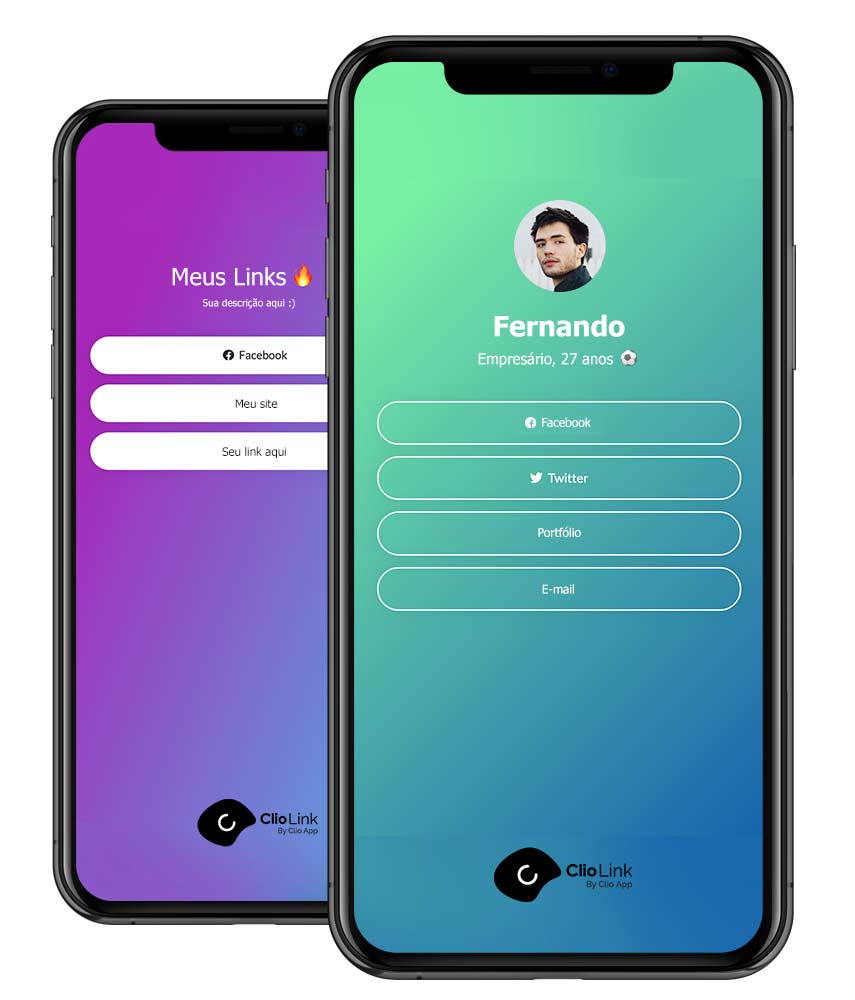 Meus Links 🔥
Sua descrição aqui :)
Facebook
Meu site
Seu link aqui
ClioLink
By Clio App
Fernando
Empresário, 27 anos ⚽
Facebook
Twitter
Portfólio
E-mail
ClioLink
By Clio App